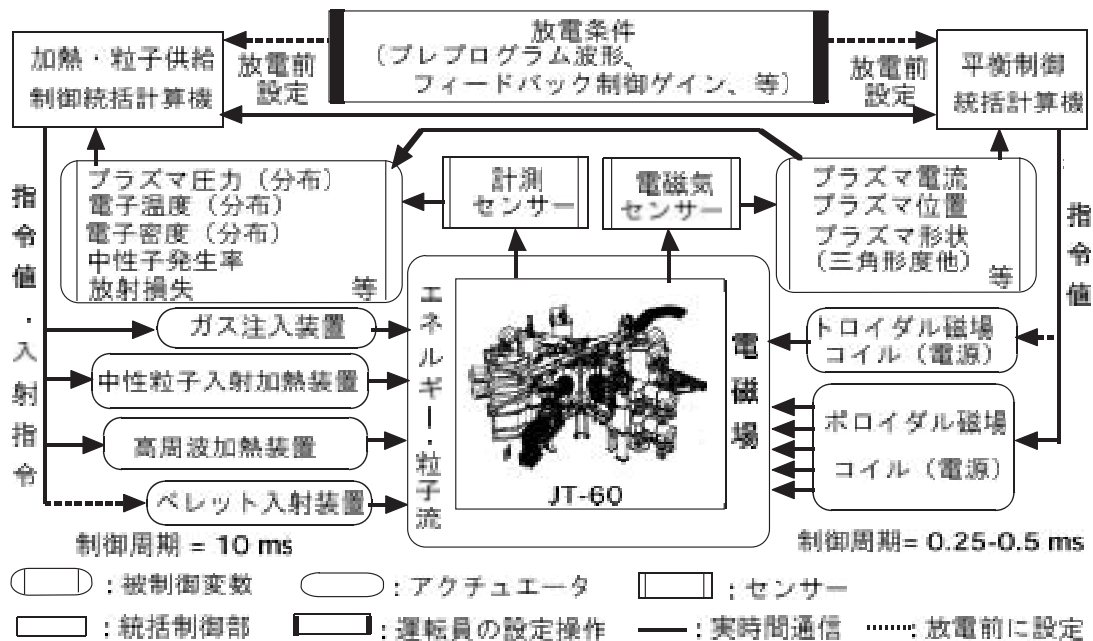 放電条件
(プレプログラム波形、
フィードバック制御ゲイン、等)
加熱・粒子供給
制御統括計算機
放電前
設定
放電前
設定
平衡制御
統括計算機
プラズマ圧力(分布)
電子温度(分布)
電子密度(分布)
中性子発生率
放射損失 等
計測
センサー
電磁気
センサー
プラズマ電流
プラズマ位置
プラズマ形状
(三角形度他)
等
指令値・入射指令
指令値
ガス注入装置
中性粒子入射加熱装置
高周波加熱装置
ペレット入射装置
エネルギー・粒子流
JT-60
電磁場
トロイダル磁場
コイル(電源)
ポロイダル磁場
コイル(電源)
制御周期 = 10 ms
制御周期= 0.25-0.5 ms
:被制御変数
:アクチュエータ
:センサー
:統括制御部
:運転員の設定操作
:実時間通信
:放電前に設定